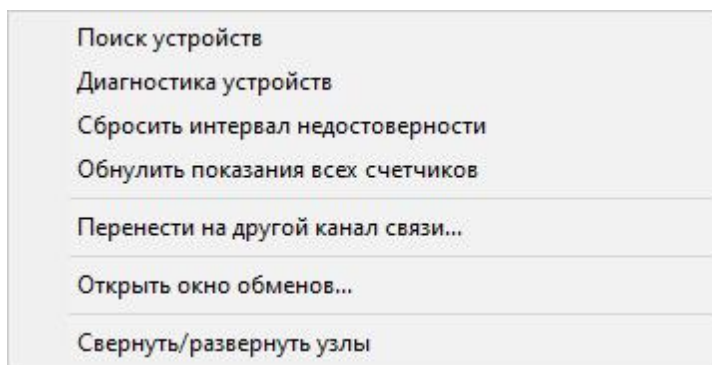 Поиск устройств
Диагностика устройств
Сбросить интервал недостоверности
Обнулить показания всех счетчиков
Перенести на другой канал связи...
Открыть окно обменов...
Свернуть/развернуть узлы